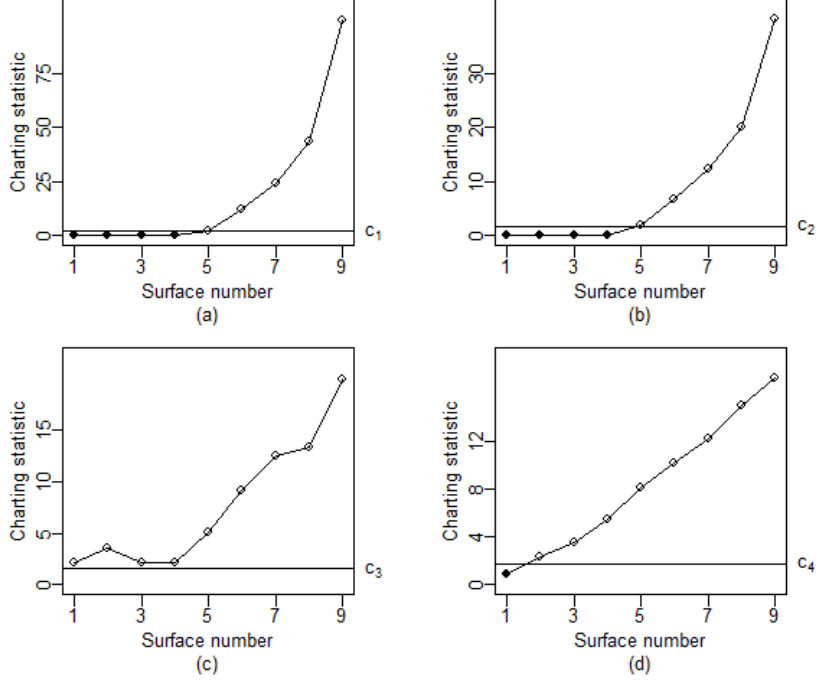 Charting statistic
75
50
25
0
c1
1 3 5 7 9
Surface number
(a)
Charting statistic
30
20
10
0
c2
1 3 5 7 9
Surface number
(b)
Charting statistic
15
10
5
0
c3
1 3 5 7 9
Surface number
(c)
Charting statistic
12
8
4
0
c4
1 3 5 7 9
Surface number
(d)